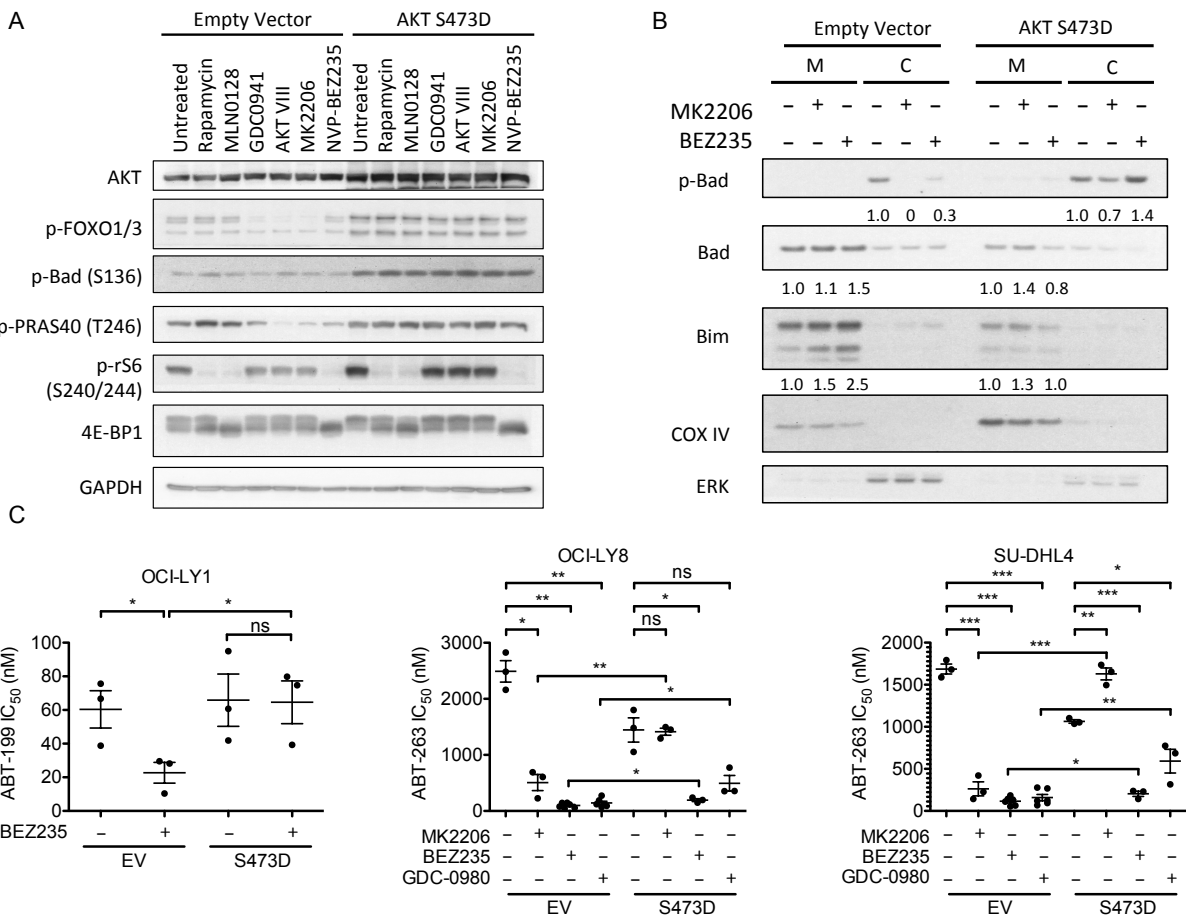 A
Empty Vector AKT S473D
Untreated Rapamycin MLN0128 GDC0941 AKT VIII MK2206 NVP-BEZ235 Untreated Rapamycin MLN0128 GDC0941 AKT VIII MK2206 NVP-BEZ235
AKT
p-FOXO1/3
p-Bad (S136)
p-PRAS40 (T246)
p-rS6
(S240/244)
4E-BP1
GAPDH
B
Empty Vector AKT S473D
M C M C
MK2206 – + – – + – – + – – + –
BEZ235 – – + – – + – – + – – +
p-Bad
1.0 0 0.3 1.0 0.7 1.4
Bad
1.0 1.1 1.5 1.0 1.4 0.8
Bim
1.0 1.5 2.5 1.0 1.3 1.0
COX IV
ERK
C
OCI-LY1
* *
ns
ABT-199 IC50 (nM)
100
80
60
40
20
0
BEZ235 – + – +
EV S473D
OCI-LY8
** ns
** *
* ns
**
*
*
ABT-263 IC50 (nM)
3000
2000
1000
0
MK2206 – + – – – + – –
BEZ235 – – + – – – + –
GDC-0980 – – – + – – – +
EV S473D
SU-DHL4
*** *
*** ***
*** **
***
**
*
ABT-263 IC50 (nM)
2000
1500
1000
500
0
MK2206 – + – – – + – –
BEZ235 – – + – – – + –
GDC-0980 – – – + – – – +
EV S473D